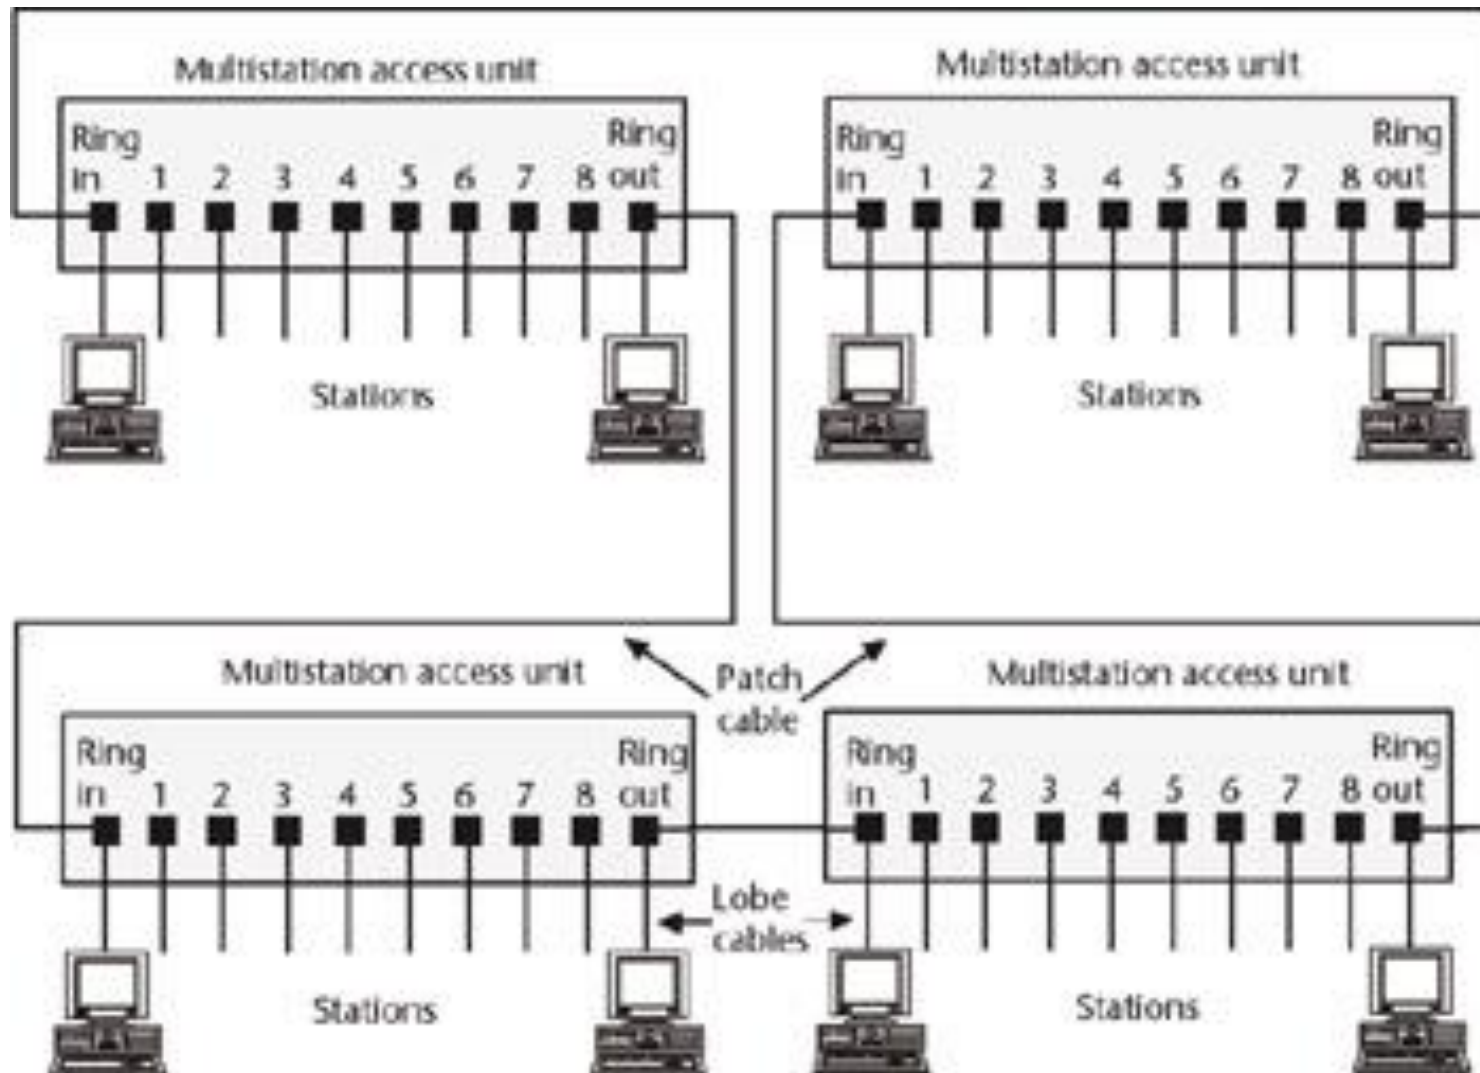 Multistation access unit
Ring
in 1 2 3 4 5 6 7 8
Ring
out
Stations
Multistation access unit
Ring
in 1 2 3 4 5 6 7 8
Ring
out
Stations
Patch
cable
Multistation access unit
Ring
in 1 2 3 4 5 6 7 8
Ring
out
Stations
Lobe
cables
Multistation access unit
Ring
in 1 2 3 4 5 6 7 8
Ring
out
Stations